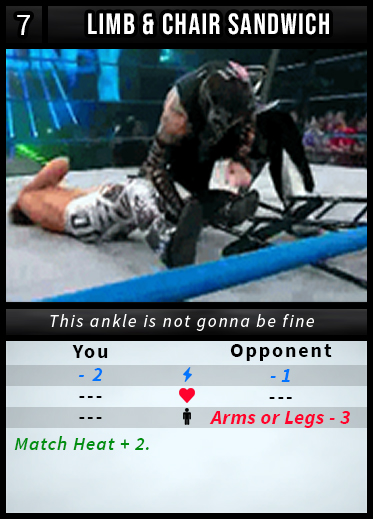 7 LIMB & CHAIR SANDWICH
This ankle is not gonna be fine
You Opponent
- 2 - 1
--- ---
--- Arms or Legs - 3
Match Heat + 2.